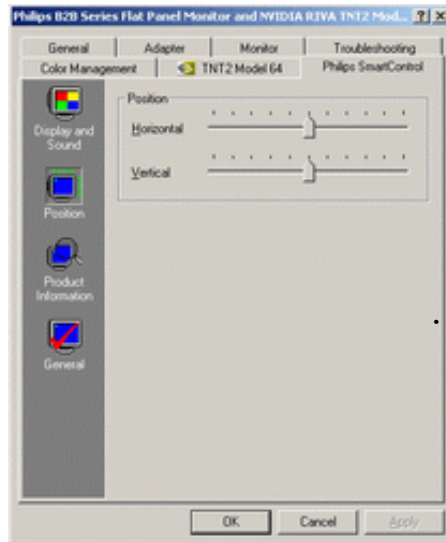 Philips B2B Series Flat Panel Monitor and NVIDIA RIVA TNT2 Mod...
General Adapter Monitor Troubleshooting
Color Management TNT2 Model 64 Philips SmartControl
Display and
Sound
Position
Product
Information
General
Position
Horizontal
Vertical
OK Cancel Apply